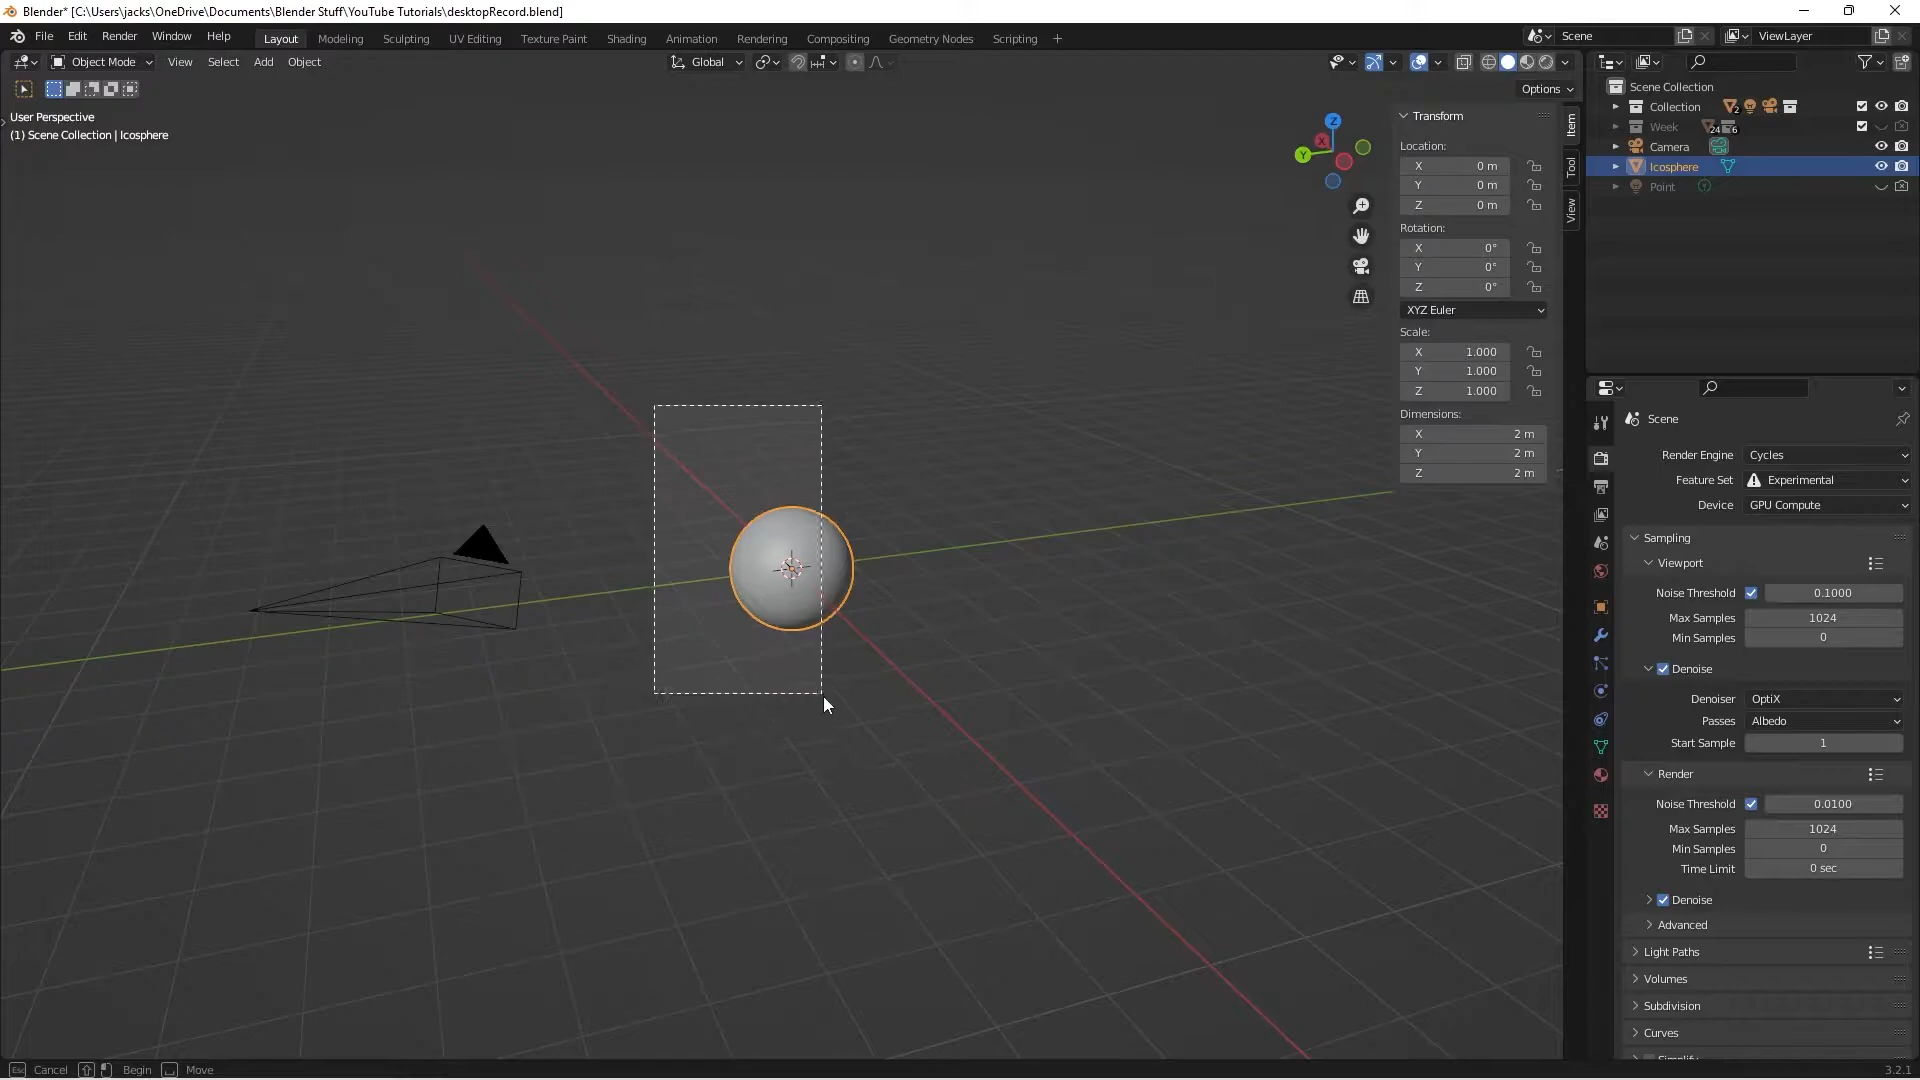 Blender* [C:\Users\jacks\OneDrive\Documents\Blender Stuff\YouTube Tutorials\desktopRecord.blend]
File Edit Render Window Help Layout Modeling Sculpting UV Editing Texture Paint Shading Animation Rendering Compositing Geometry Nodes Scripting + Scene ViewLayer
Object Mode View Select Add Object Global
Options
User Perspective
(1) Scene Collection | Icosphere
Transform
Location:
X 0 m
Y 0 m
Z 0 m
Rotation:
X 0°
Y 0°
Z 0°
XYZ Euler
Scale:
X 1.000
Y 1.000
Z 1.000
Dimensions:
X 2 m
Y 2 m
Z 2 m
Item
Tool
View
Z
X
Y
Scene Collection
Collection 2
Week 24 6
Camera
Icosphere
Point
Scene
Render Engine Cycles
Feature Set Experimental
Device GPU Compute
Sampling
Viewport
Noise Threshold 0.1000
Max Samples 1024
Min Samples 0
Denoise
Denoiser OptiX
Passes Albedo
Start Sample 1
Render
Noise Threshold 0.0100
Max Samples 1024
Min Samples 0
Time Limit 0 sec
Denoise
Advanced
Light Paths
Volumes
Subdivision
Curves
Esc Cancel Begin Move 3.2.1